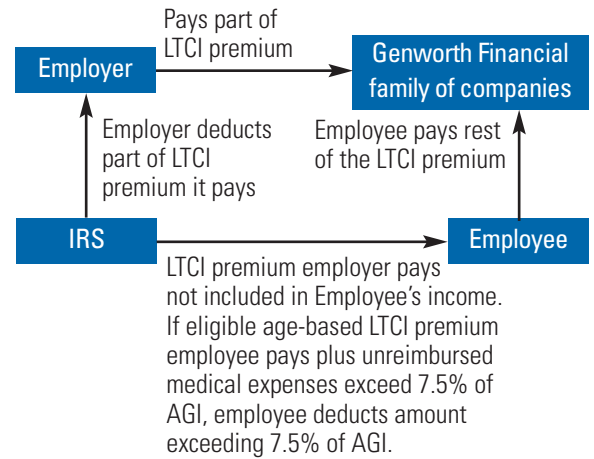 Pays part of
LTCI premium
Employer
Genworth Financial
family of companies
Employer deducts
part of LTCI
premium it pays
Employee pays rest
of the LTCI premium
IRS
Employee
LTCI premium employer pays
not included in Employee's income.
If eligible age-based LTCI premium
employee pays plus unreimbursed
medical expenses exceed 7.5% of
AGI, employee deducts amount
exceeding 7.5% of AGI.